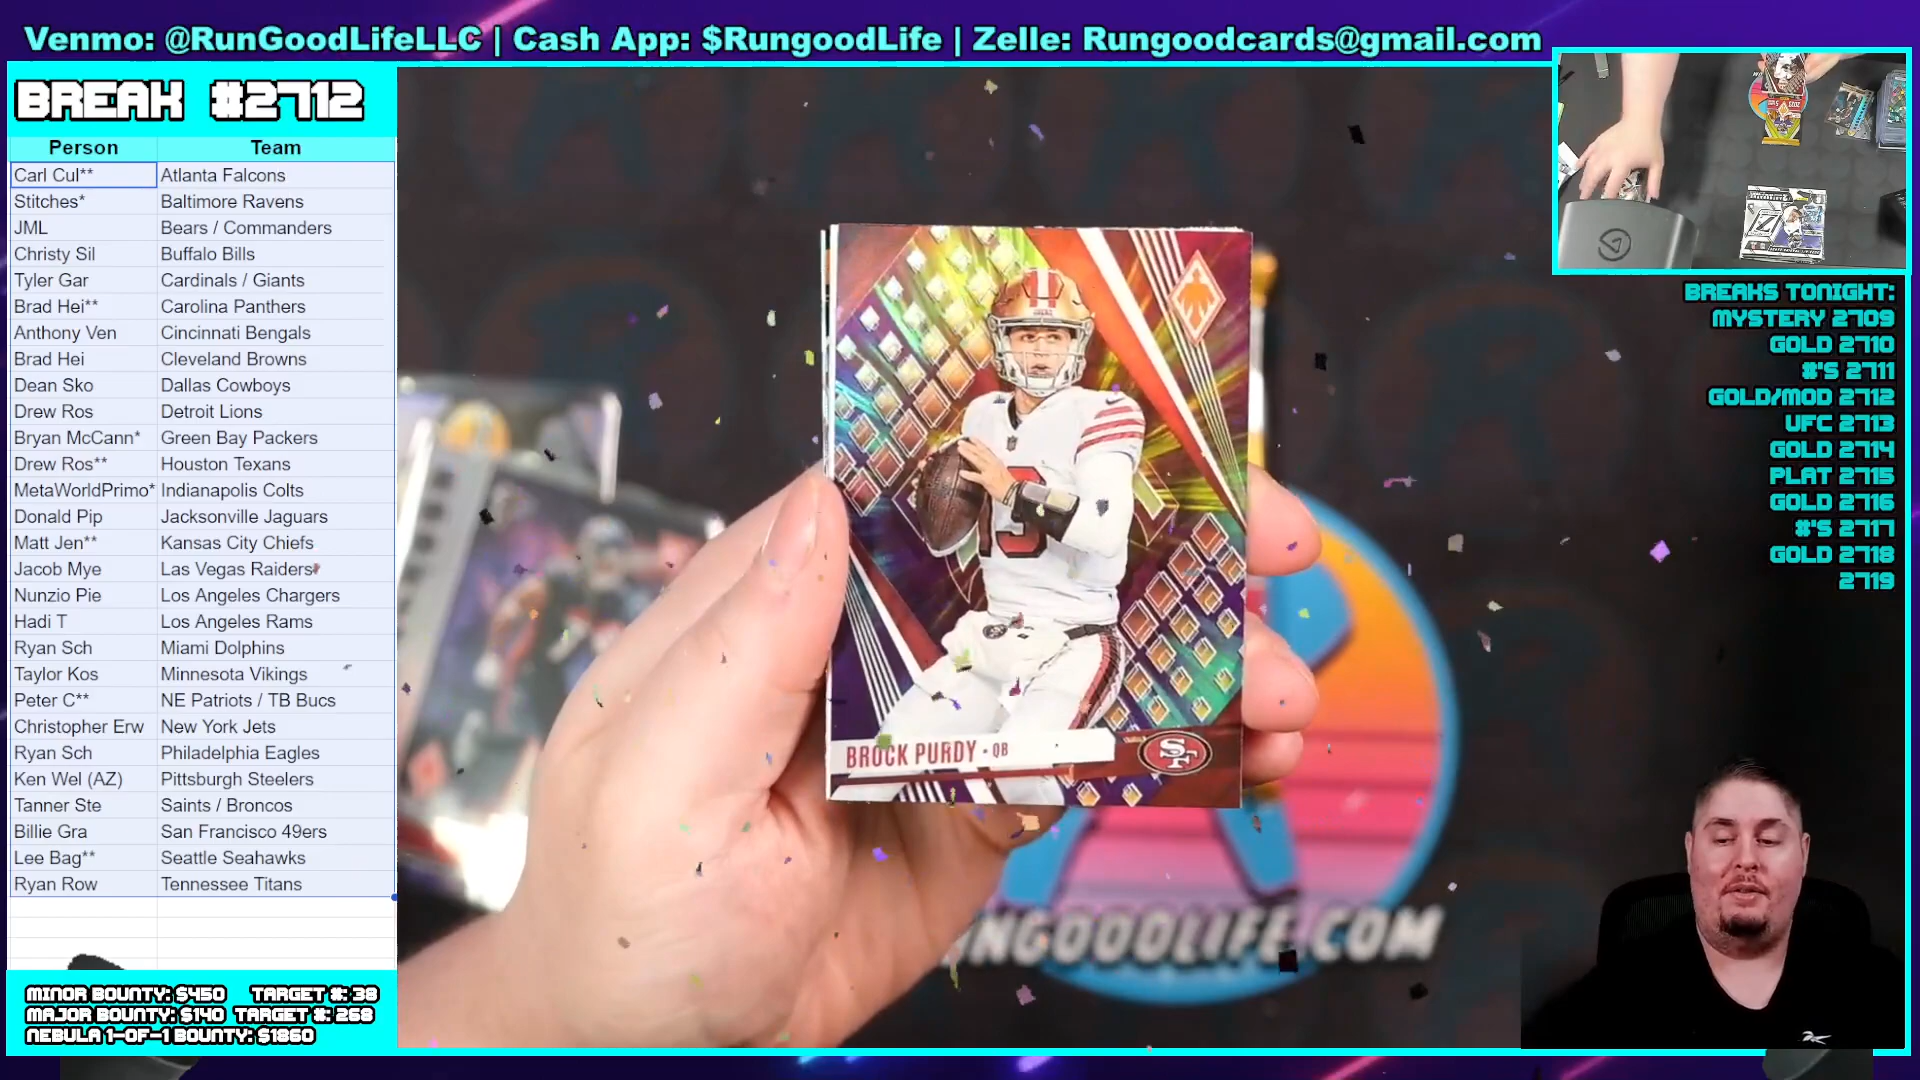 Venmo: @RunGoodLifeLLC | Cash App: $RungoodLife | Zelle: Rungoodcards@gmail.com
BREAK #2712
Person Team
Carl Cul** Atlanta Falcons
Stitches* Baltimore Ravens
JML Bears / Commanders
Christy Sil Buffalo Bills
Tyler Gar Cardinals / Giants
Brad Hei** Carolina Panthers
Anthony Ven Cincinnati Bengals
Brad Hei Cleveland Browns
Dean Sko Dallas Cowboys
Drew Ros Detroit Lions
Bryan McCann* Green Bay Packers
Drew Ros** Houston Texans
MetaWorldPrimo* Indianapolis Colts
Donald Pip Jacksonville Jaguars
Matt Jen** Kansas City Chiefs
Jacob Mye Las Vegas Raiders
Nunzio Pie Los Angeles Chargers
Hadi T Los Angeles Rams
Ryan Sch Miami Dolphins
Taylor Kos Minnesota Vikings
Peter C** NE Patriots / TB Bucs
Christopher Erw New York Jets
Ryan Sch Philadelphia Eagles
Ken Wel (AZ) Pittsburgh Steelers
Tanner Ste Saints / Broncos
Billie Gra San Francisco 49ers
Lee Bag** Seattle Seahawks
Ryan Row Tennessee Titans
MINOR BOUNTY: $450 TARGET #: 38
MAJOR BOUNTY: $140 TARGET #: 268
NEBULA 1-OF-1 BOUNTY: $1860
13
BROCK PURDY - QB
SF
NGOODLIFE.COM
BREAKS TONIGHT:
MYSTERY 2709
GOLD 2710
#'S 2711
GOLD/MOD 2712
UFC 2713
GOLD 2714
PLAT 2715
GOLD 2716
#'S 2717
GOLD 2718
2719